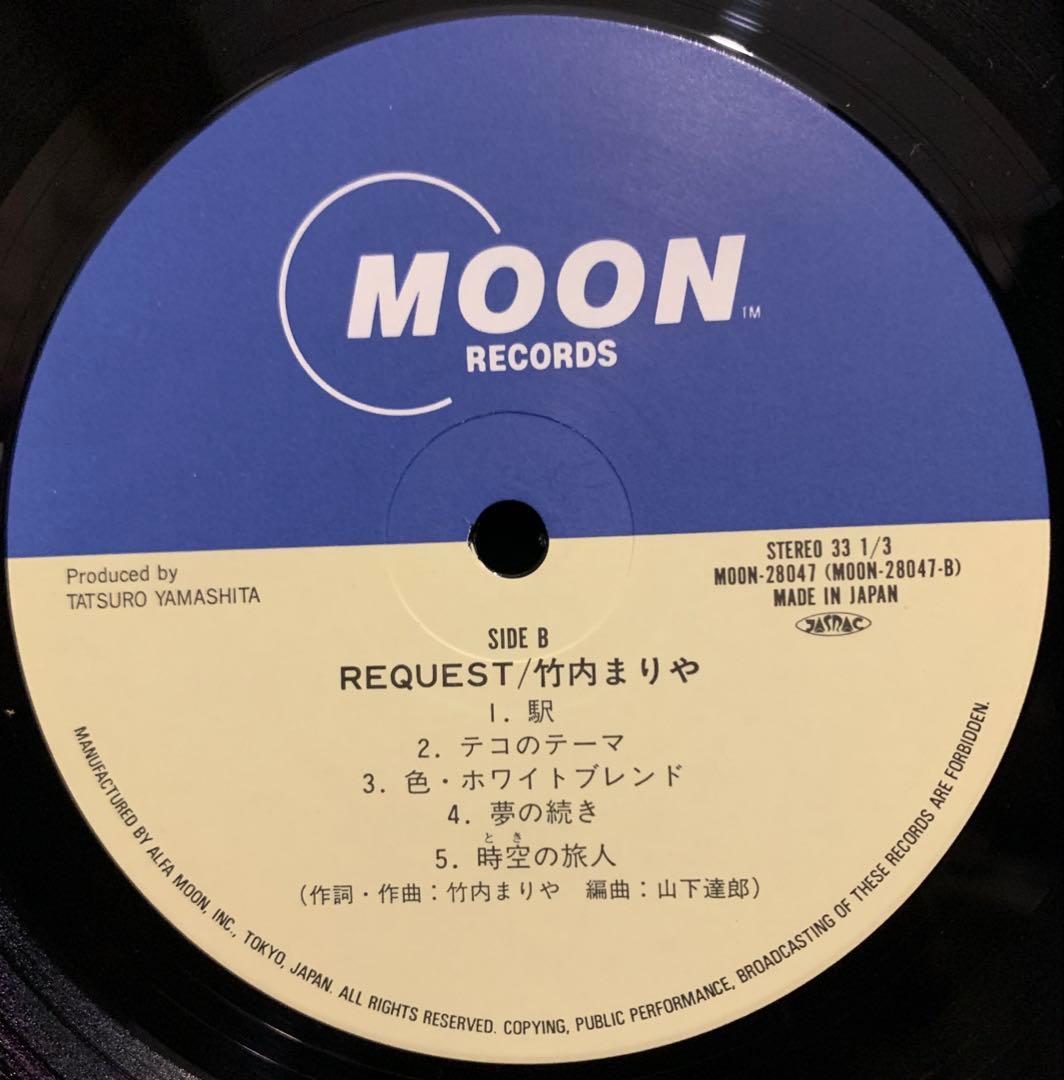 MOON
TM
RECORDS
Produced by
TATSURO YAMASHITA
STEREO 33 1/3
MOON-28047 (MOON-28047-B)
MADE IN JAPAN
JASRAC
SIDE B
REQUEST/竹内まりや
1. 駅
2. テコのテーマ
3. 色・ホワイトブレンド
4. 夢の続き
とき
5. 時空の旅人
(作詞・作曲:竹内まりや 編曲:山下達郎)
MANUFACTURED BY ALFA MOON, INC., TOKYO, JAPAN. ALL RIGHTS RESERVED. COPYING, PUBLIC PERFORMANCE, BROADCASTING OF THESE RECORDS ARE FORBIDDEN.